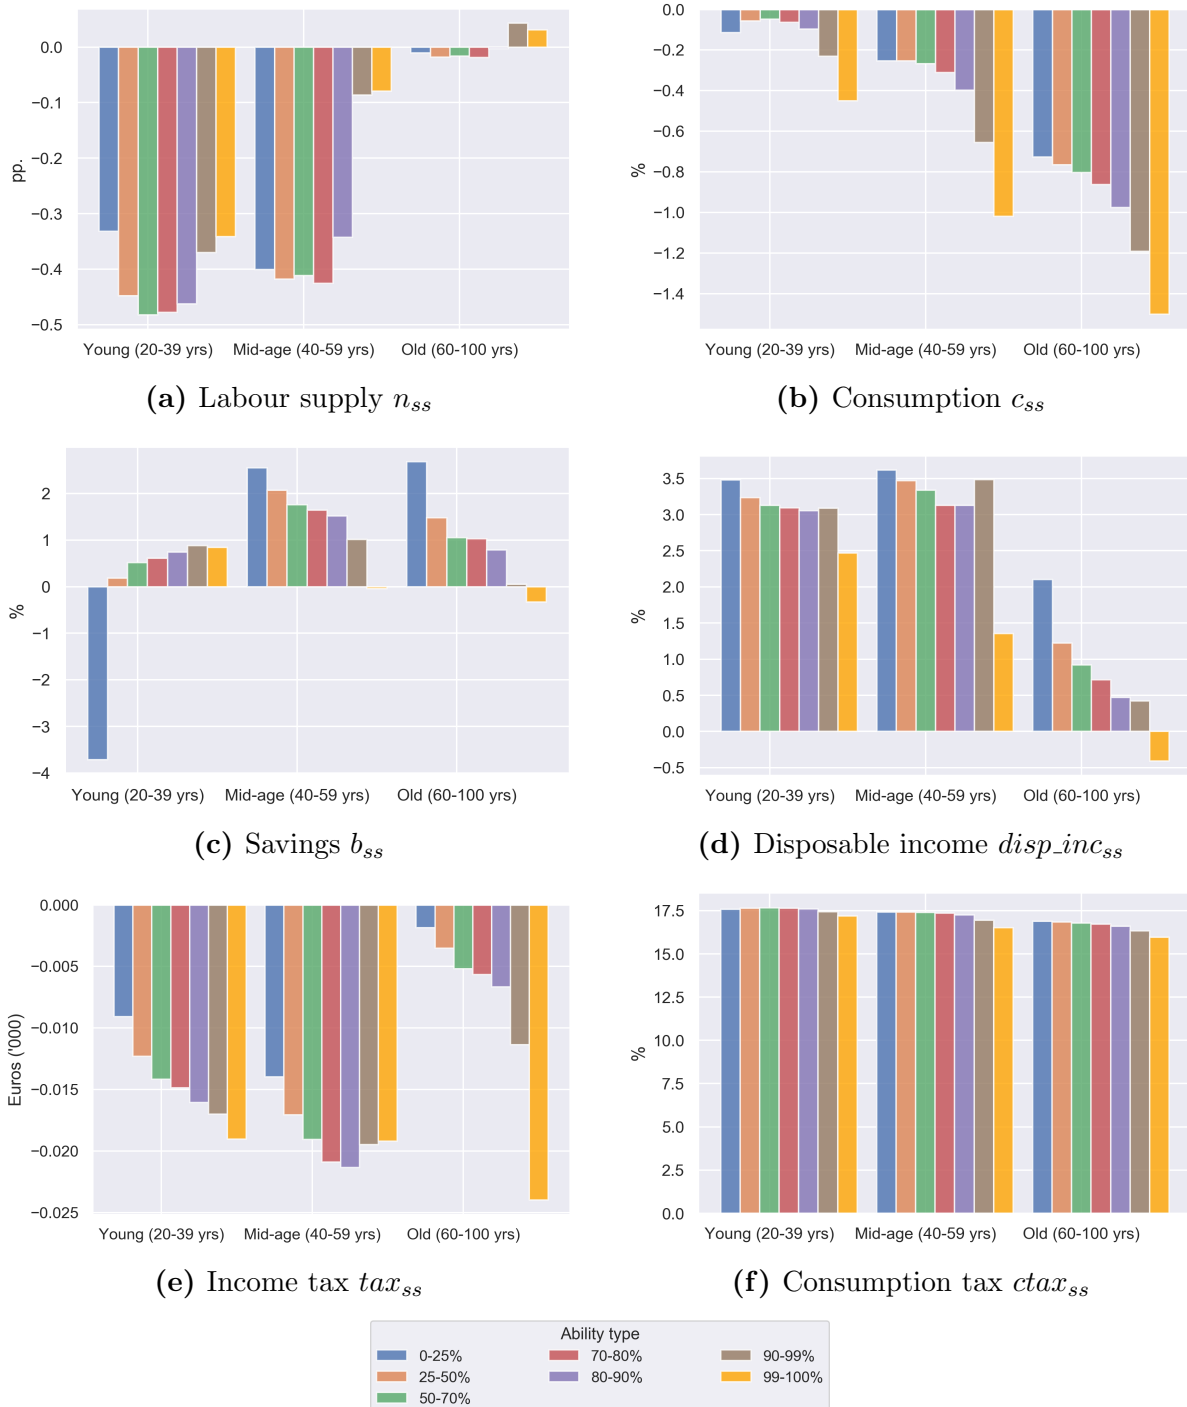 0.0
−0.1
−0.2
−0.3
−0.4
−0.5
pp.
Young (20-39 yrs) Mid-age (40-59 yrs) Old (60-100 yrs)
(a) Labour supply nss
0.0
−0.2
−0.4
−0.6
−0.8
−1.0
−1.2
−1.4
%
Young (20-39 yrs) Mid-age (40-59 yrs) Old (60-100 yrs)
(b) Consumption css
2
1
0
−1
−2
−3
−4
%
Young (20-39 yrs) Mid-age (40-59 yrs) Old (60-100 yrs)
(c) Savings bss
3.5
3.0
2.5
2.0
1.5
1.0
0.5
0.0
−0.5
%
Young (20-39 yrs) Mid-age (40-59 yrs) Old (60-100 yrs)
(d) Disposable income disp_incss
0.000
−0.005
−0.010
−0.015
−0.020
−0.025
Euros ('000)
Young (20-39 yrs) Mid-age (40-59 yrs) Old (60-100 yrs)
(e) Income tax taxss
17.5
15.0
12.5
10.0
7.5
5.0
2.5
0.0
%
Young (20-39 yrs) Mid-age (40-59 yrs) Old (60-100 yrs)
(f) Consumption tax ctaxss
Ability type
0-25% 70-80% 90-99%
25-50% 80-90% 99-100%
50-70%